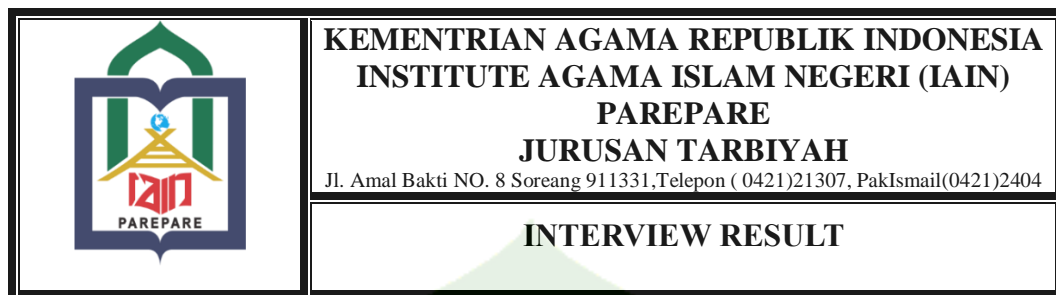 KEMENTRIAN AGAMA REPUBLIK INDONESIA
INSTITUTE AGAMA ISLAM NEGERI (IAIN)
PAREPARE
JURUSAN TARBIYAH
Jl. Amal Bakti NO. 8 Soreang 911331,Telepon ( 0421)21307, PakIsmail(0421)2404
IAIN
PAREPARE
INTERVIEW RESULT